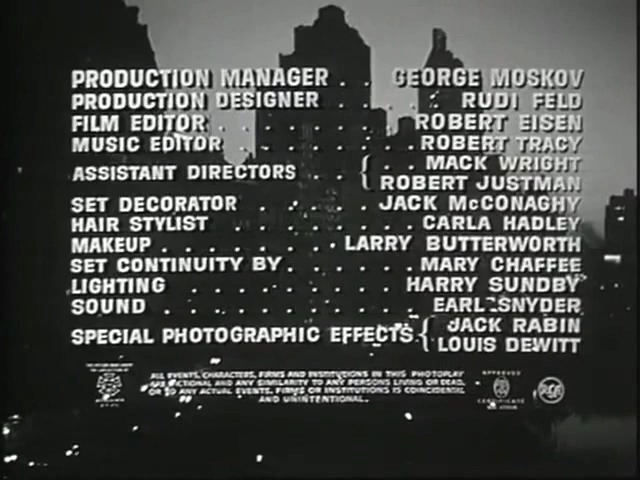 PRODUCTION MANAGER . . GEORGE MOSKOV
PRODUCTION DESIGNER . . . RUDI FELD
FILM EDITOR . . . . . . . ROBERT EISEN
MUSIC EDITOR . . . . . . . ROBERT TRACY
ASSISTANT DIRECTORS . . { . . MACK WRIGHT
ROBERT JUSTMAN
SET DECORATOR . . . . . JACK McCONAGHY
HAIR STYLIST . . . . . . . CARLA HADLEY
MAKEUP . . . . . . . . LARRY BUTTERWORTH
SET CONTINUITY BY . . . . . . MARY CHAFFEE
LIGHTING . . . . . . . . . HARRY SUNDBY
SOUND . . . . . . . . . . EARL SNYDER
SPECIAL PHOTOGRAPHIC EFFECTS { JACK RABIN
LOUIS DEWITT
ALL EVENTS, CHARACTERS, FIRMS AND INSTITUTIONS IN THIS PHOTOPLAY
ARE FICTIONAL AND ANY SIMILARITY TO ANY PERSONS LIVING OR DEAD,
OR TO ANY ACTUAL EVENTS, FIRMS OR INSTITUTIONS IS COINCIDENTAL
AND UNINTENTIONAL.
APPROVED
CERTIFICATE
RCA